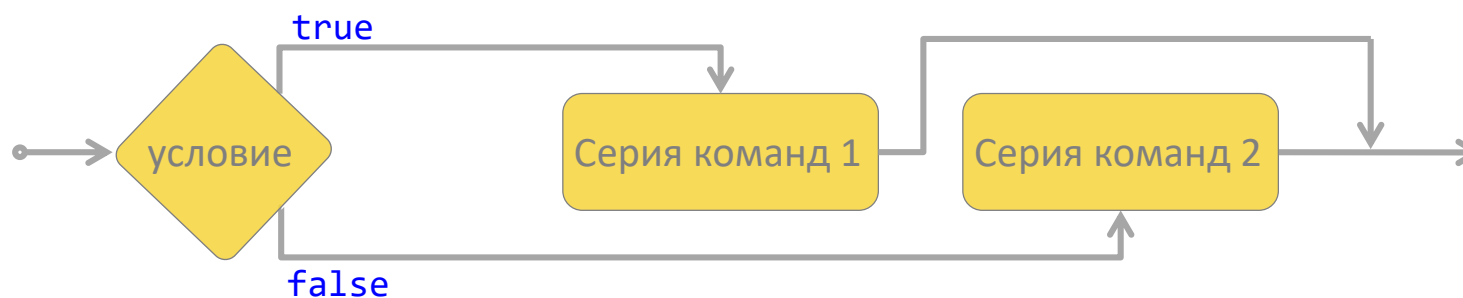 true
условие
Серия команд 1
Серия команд 2
false